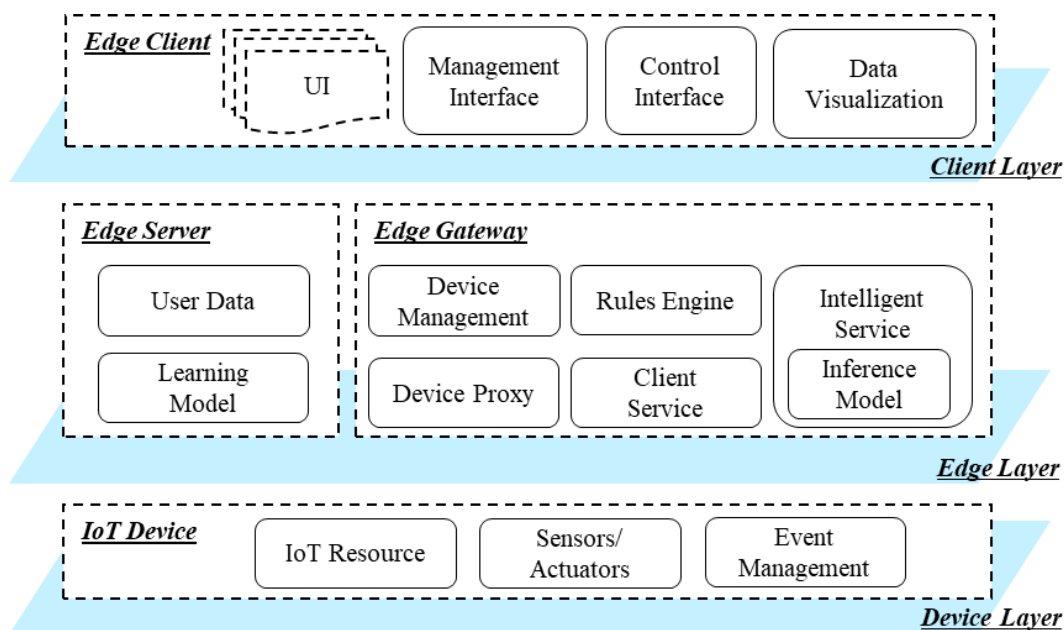 Edge Client
UI
Management
Interface
Control
Interface
Data
Visualization
Client Layer
Edge Server
User Data
Learning
Model
Edge Gateway
Device
Management
Rules Engine
Device Proxy
Client
Service
Intelligent
Service
Inference
Model
Edge Layer
IoT Device
IoT Resource
Sensors/
Actuators
Event
Management
Device Layer